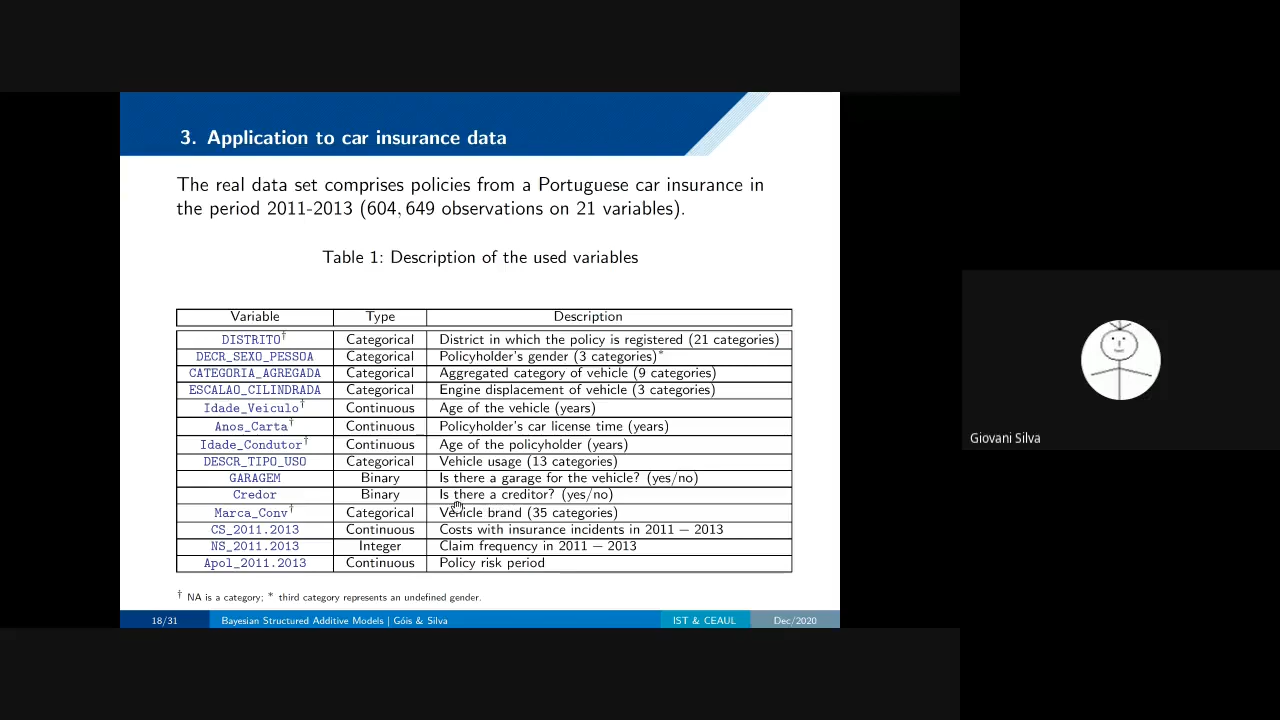 3. Application to car insurance data
The real data set comprises policies from a Portuguese car insurance in
the period 2011-2013 (604, 649 observations on 21 variables).
Table 1: Description of the used variables
Variable Type Description
DISTRITO† Categorical District in which the policy is registered (21 categories)
DECR_SEXO_PESSOA Categorical Policyholder's gender (3 categories)*
CATEGORIA_AGREGADA Categorical Aggregated category of vehicle (9 categories)
ESCALAO_CILINDRADA Categorical Engine displacement of vehicle (3 categories)
Idade_Veiculo† Continuous Age of the vehicle (years)
Anos_Carta† Continuous Policyholder's car license time (years)
Idade_Condutor† Continuous Age of the policyholder (years)
DESCR_TIPO_USO Categorical Vehicle usage (13 categories)
GARAGEM Binary Is there a garage for the vehicle? (yes/no)
Credor Binary Is there a creditor? (yes/no)
Marca_Conv† Categorical Vehicle brand (35 categories)
CS_2011.2013 Continuous Costs with insurance incidents in 2011 − 2013
NS_2011.2013 Integer Claim frequency in 2011 − 2013
Apol_2011.2013 Continuous Policy risk period
† NA is a category; * third category represents an undefined gender.
18/31 Bayesian Structured Additive Models | Góis & Silva IST & CEAUL Dec/2020
Giovani Silva